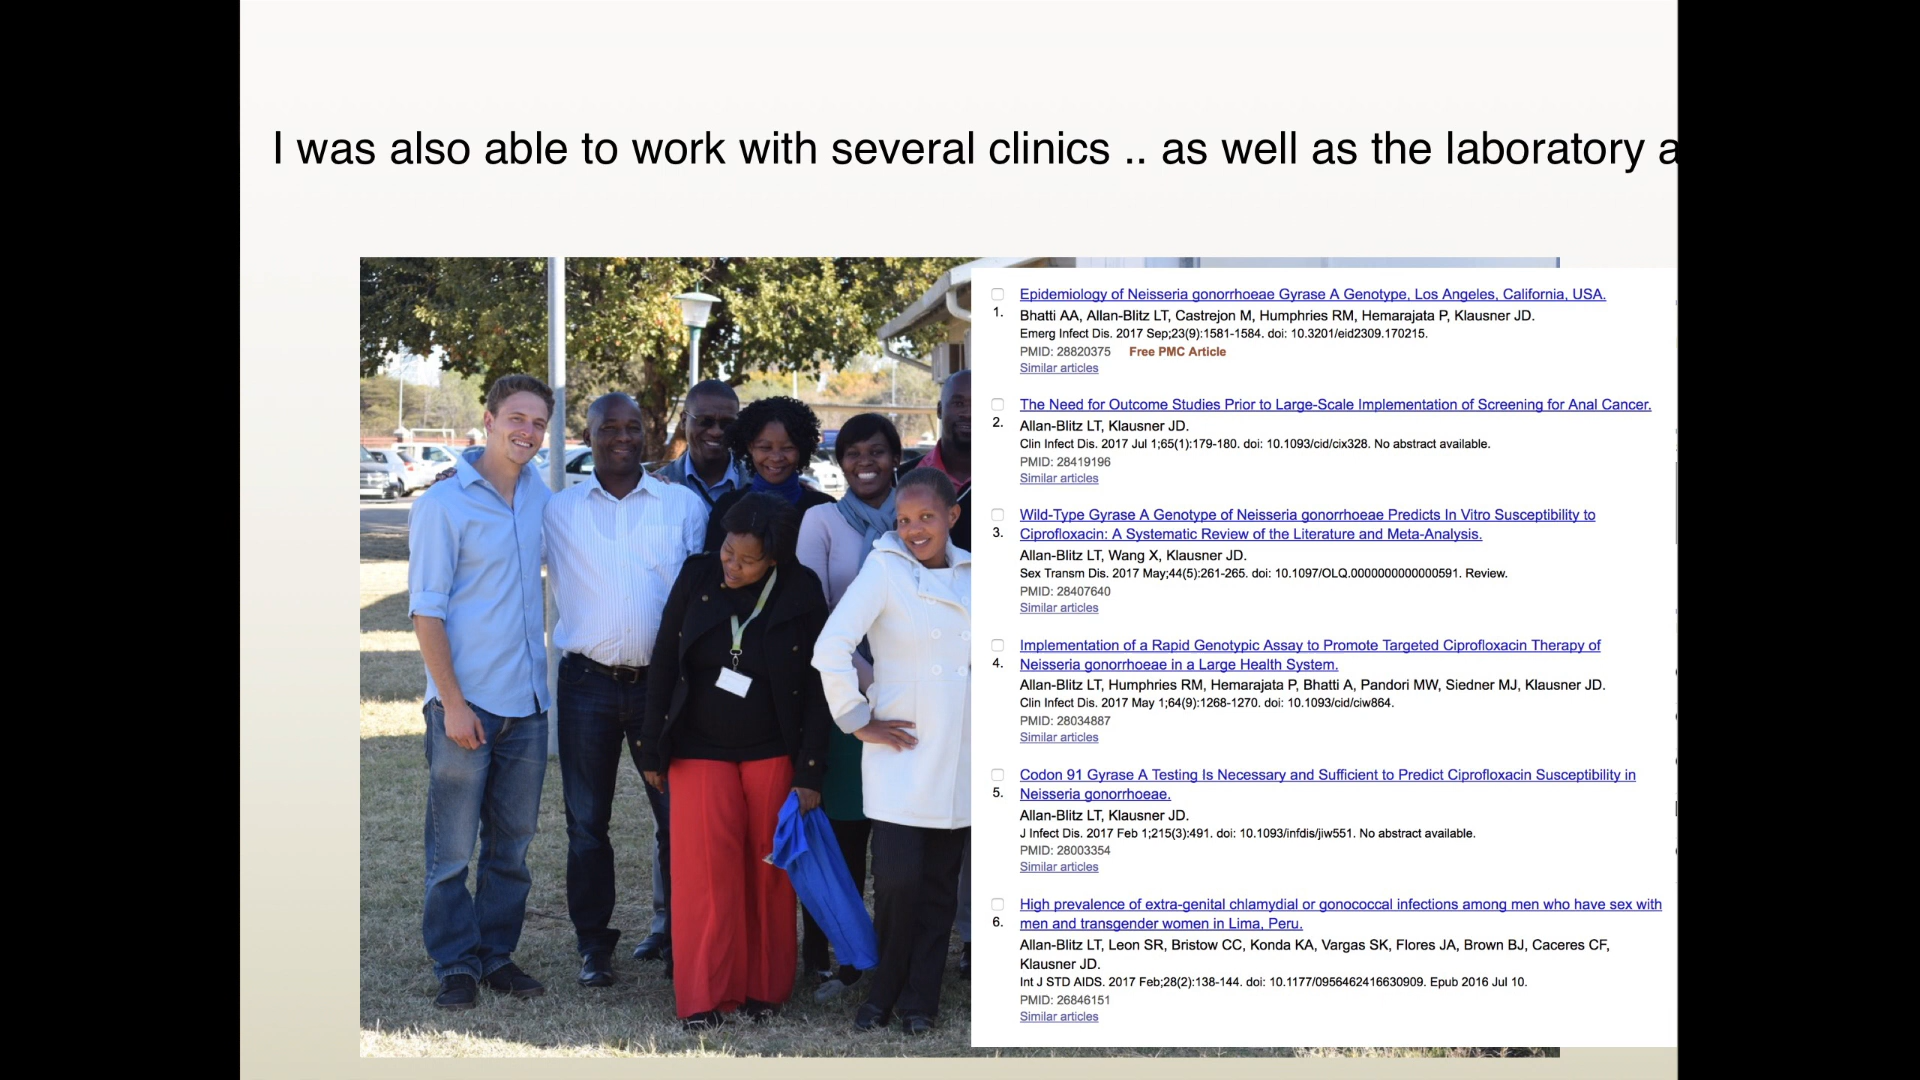 I was also able to work with several clinics .. as well as the laboratory a
Epidemiology of Neisseria gonorrhoeae Gyrase A Genotype, Los Angeles, California, USA.
1.
Bhatti AA, Allan-Blitz LT, Castrejon M, Humphries RM, Hemarajata P, Klausner JD.
Emerg Infect Dis. 2017 Sep;23(9):1581-1584. doi: 10.3201/eid2309.170215.
PMID: 28820375 Free PMC Article
Similar articles
The Need for Outcome Studies Prior to Large-Scale Implementation of Screening for Anal Cancer.
2.
Allan-Blitz LT, Klausner JD.
Clin Infect Dis. 2017 Jul 1;65(1):179-180. doi: 10.1093/cid/cix328. No abstract available.
PMID: 28419196
Similar articles
Wild-Type Gyrase A Genotype of Neisseria gonorrhoeae Predicts In Vitro Susceptibility to
3.
Ciprofloxacin: A Systematic Review of the Literature and Meta-Analysis.
Allan-Blitz LT, Wang X, Klausner JD.
Sex Transm Dis. 2017 May;44(5):261-265. doi: 10.1097/OLQ.0000000000000591. Review.
PMID: 28407640
Similar articles
Implementation of a Rapid Genotypic Assay to Promote Targeted Ciprofloxacin Therapy of
4.
Neisseria gonorrhoeae in a Large Health System.
Allan-Blitz LT, Humphries RM, Hemarajata P, Bhatti A, Pandori MW, Siedner MJ, Klausner JD.
Clin Infect Dis. 2017 May 1;64(9):1268-1270. doi: 10.1093/cid/ciw864.
PMID: 28034887
Similar articles
Codon 91 Gyrase A Testing Is Necessary and Sufficient to Predict Ciprofloxacin Susceptibility in
5.
Neisseria gonorrhoeae.
Allan-Blitz LT, Klausner JD.
J Infect Dis. 2017 Feb 1;215(3):491. doi: 10.1093/infdis/jiw551. No abstract available.
PMID: 28003354
Similar articles
High prevalence of extra-genital chlamydial or gonococcal infections among men who have sex with
6.
men and transgender women in Lima, Peru.
Allan-Blitz LT, Leon SR, Bristow CC, Konda KA, Vargas SK, Flores JA, Brown BJ, Caceres CF,
Klausner JD.
Int J STD AIDS. 2017 Feb;28(2):138-144. doi: 10.1177/0956462416630909. Epub 2016 Jul 10.
PMID: 26846151
Similar articles